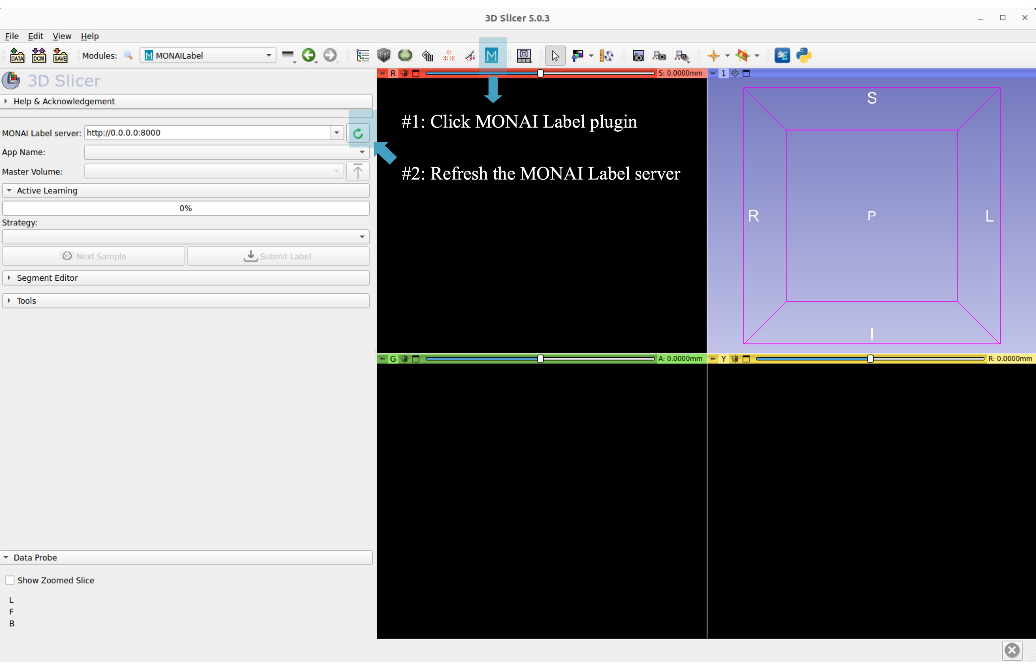 3D Slicer 5.0.3
File Edit View Help
DATA DCM SAVE Modules: M MONAILabel M
3D Slicer
Help & Acknowledgement
MONAI Label server: http://0.0.0.0:8000
App Name:
Master Volume:
Active Learning
0%
Strategy:
Next Sample Submit Label
Segment Editor
Tools
Data Probe
Show Zoomed Slice
L
F
B
R S: 0.0000mm
#1: Click MONAI Label plugin
#2: Refresh the MONAI Label server
1
S
R P L
I
G A: 0.0000mm
Y R: 0.0000mm